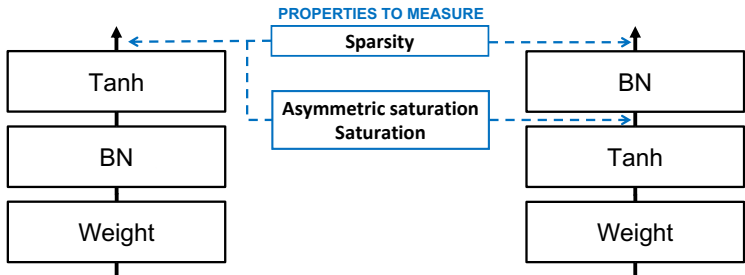 PROPERTIES TO MEASURE
Sparsity
Tanh
BN
Asymmetric saturation
Saturation
BN
Tanh
Weight
Weight